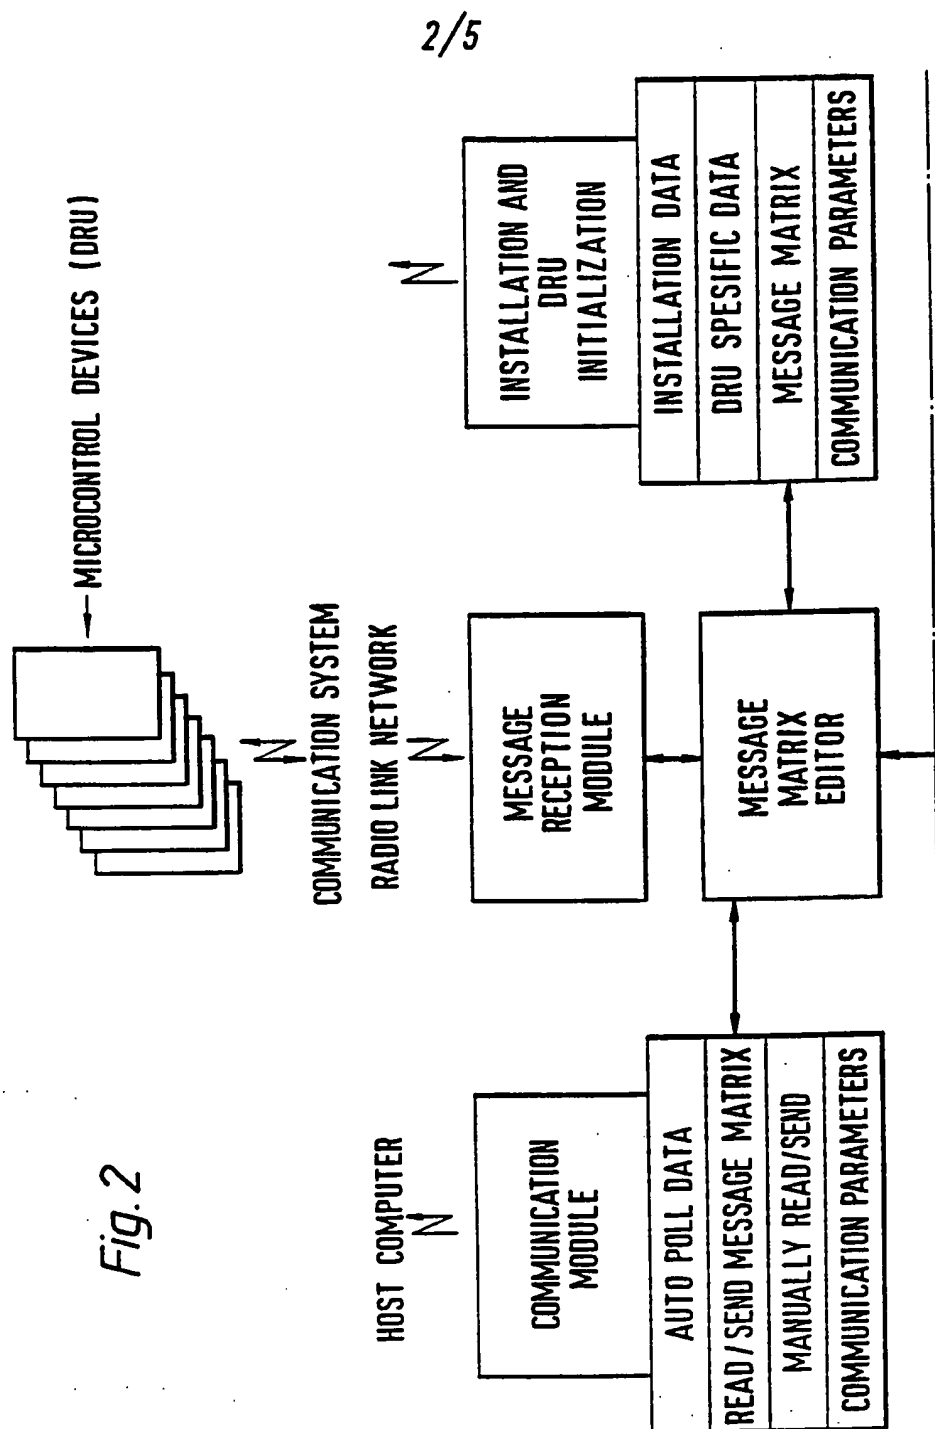 2/5
Fig. 2
MICROCONTROL DEVICES (DRU)
COMMUNICATION SYSTEM
RADIO LINK NETWORK
HOST COMPUTER
COMMUNICATION
MODULE
AUTO POLL DATA
READ/SEND MESSAGE MATRIX
MANUALLY READ/SEND
COMMUNICATION PARAMETERS
MESSAGE
RECEPTION
MODULE
MESSAGE
MATRIX
EDITOR
INSTALLATION AND
DRU
INITIALIZATION
INSTALLATION DATA
DRU SPESIFIC DATA
MESSAGE MATRIX
COMMUNICATION PARAMETERS